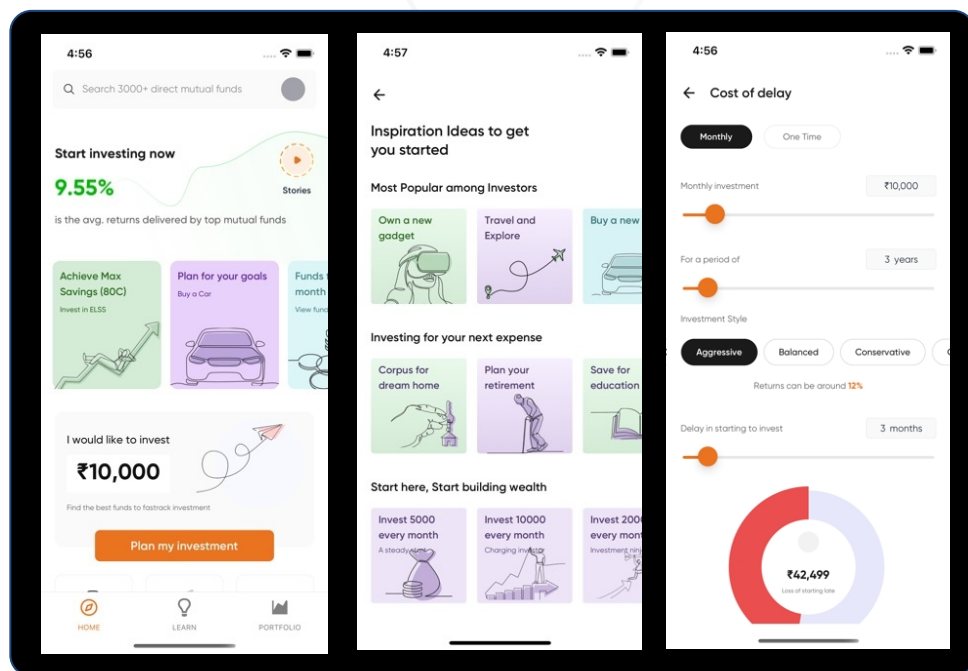 4:56
Search 3000+ direct mutual funds
Start investing now
9.55%
Stories
is the avg. returns delivered by top mutual funds
Achieve Max
Savings (80C)
Invest in ELSS
Plan for your goals
Buy a Car
Funds
month
View fund
I would like to invest
₹10,000
Find the best funds to fastrack investment
Plan my investment
HOME
LEARN
PORTFOLIO
4:57
Inspiration Ideas to get
you started
Most Popular among Investors
Own a new
gadget
Travel and
Explore
Buy a new
Investing for your next expense
Corpus for
dream home
Plan your
retirement
Save for
education
Start here, Start building wealth
Invest 5000
every month
A steady start
Invest 10000
every month
Charging investor
Invest 200
every mon
Investment ninj
4:56
Cost of delay
Monthly
One Time
Monthly investment
₹10,000
For a period of
3 years
Investment Style
Aggressive
Balanced
Conservative
Returns can be around 12%
Delay in starting to invest
3 months
₹42,499
Loss of starting late